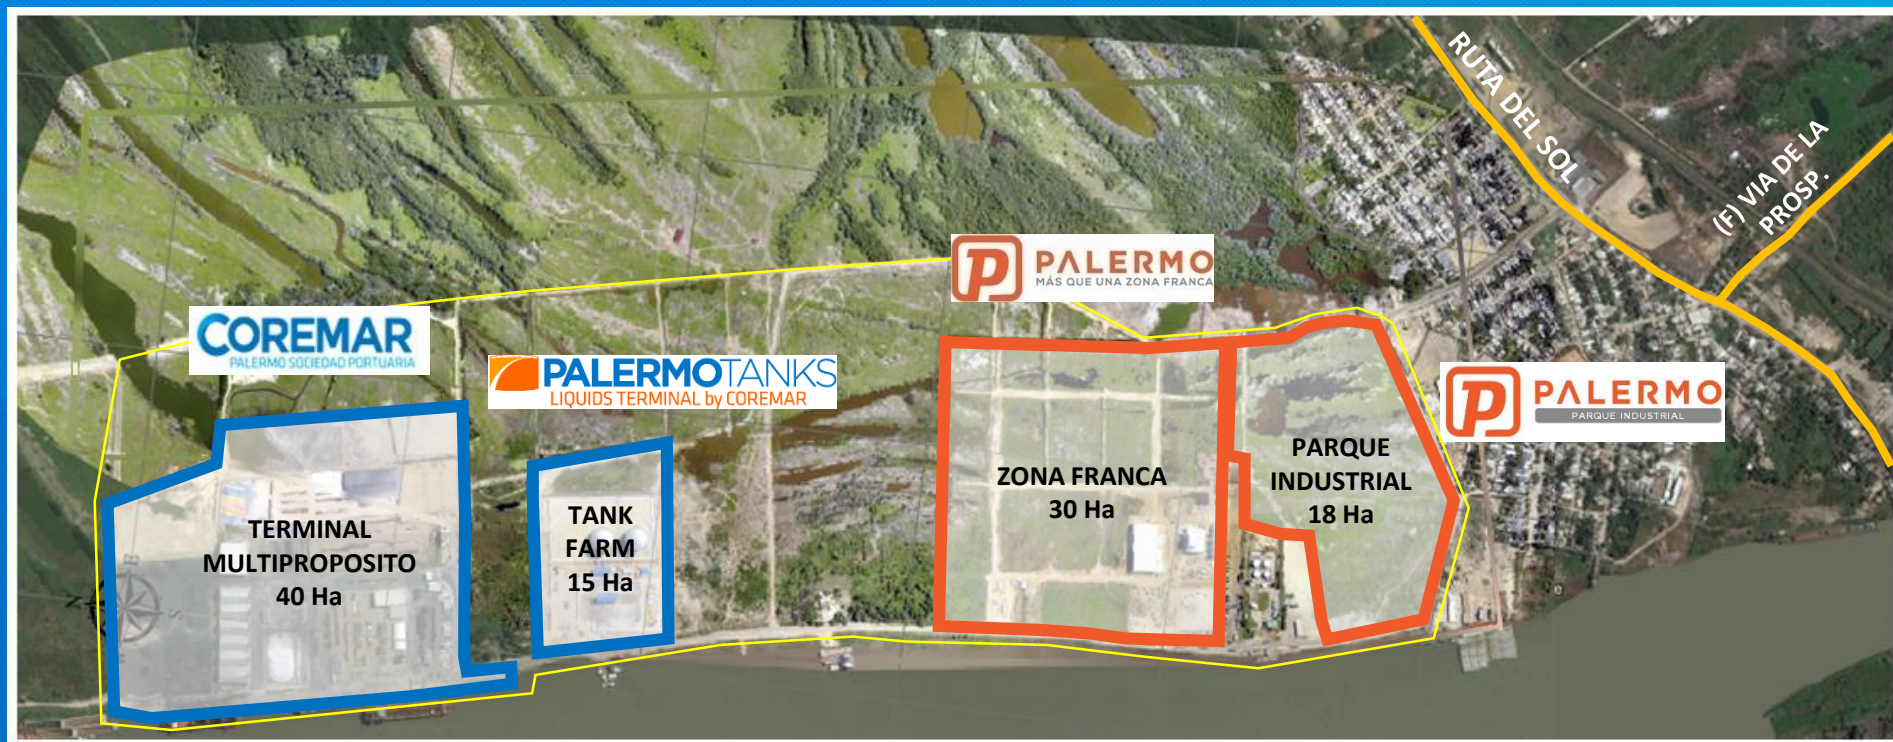 RUTA DEL SOL
(F) VIA DE LA
PROSP.
PALERMO
MÁS QUE UNA ZONA FRANCA
COREMAR
PALERMO SOCIEDAD PORTUARIA
PALERMOTANKS
LIQUIDS TERMINAL by COREMAR
PALERMO
PARQUE INDUSTRIAL
TERMINAL
MULTIPROPOSITO
40 Ha
TANK
FARM
15 Ha
ZONA FRANCA
30 Ha
PARQUE
INDUSTRIAL
18 Ha